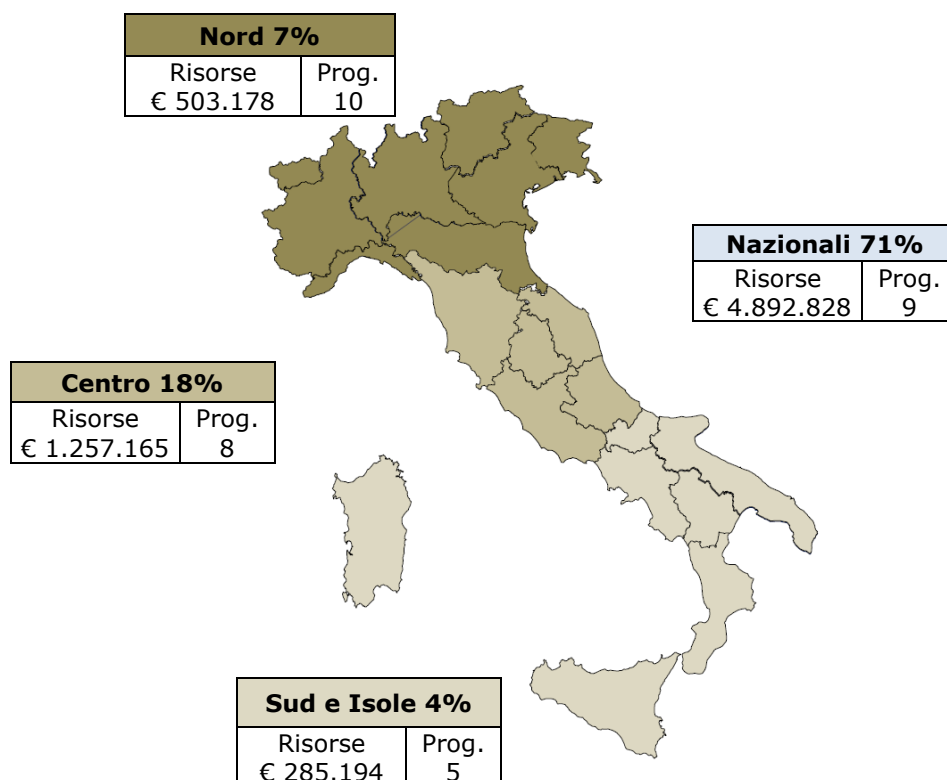 Nord 7%
Risorse Prog.
€ 503.178 10
Nazionali 71%
Risorse Prog.
€ 4.892.828 9
Centro 18%
Risorse Prog.
€ 1.257.165 8
Sud e Isole 4%
Risorse Prog.
€ 285.194 5